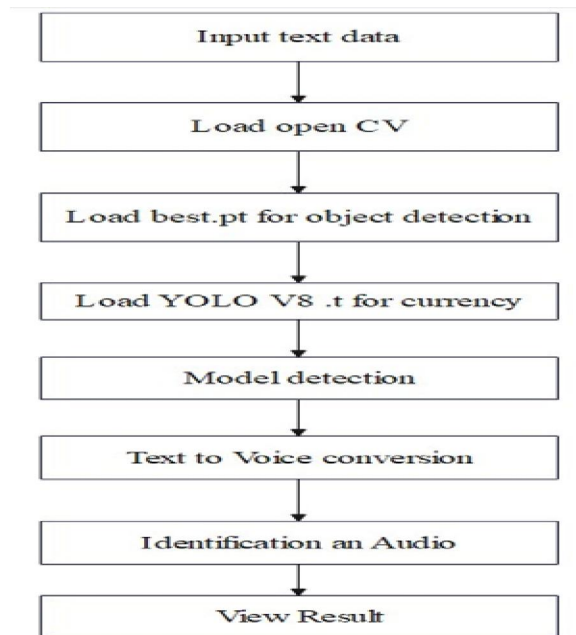 Input text data
Load open CV
Load best.pt for object detection
Load YOLO V8 .t for currency
Model detection
Text to Voice conversion
Identification an Audio
View Result